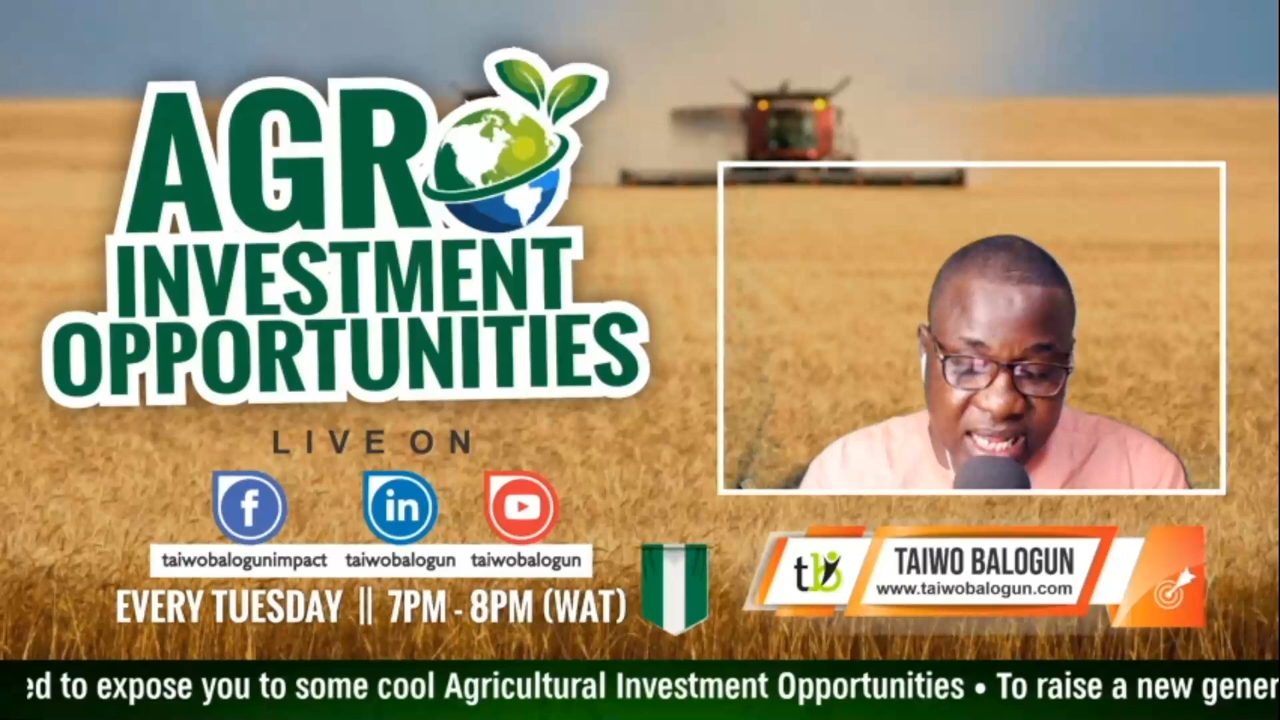 AGRO
INVESTMENT
OPPORTUNITIES
LIVE ON
taiwobalogunimpact taiwobalogun taiwobalogun
EVERY TUESDAY || 7PM - 8PM (WAT)
tb
TAIWO BALOGUN
www.taiwobalogun.com
ed to expose you to some cool Agricultural Investment Opportunities • To raise a new gener